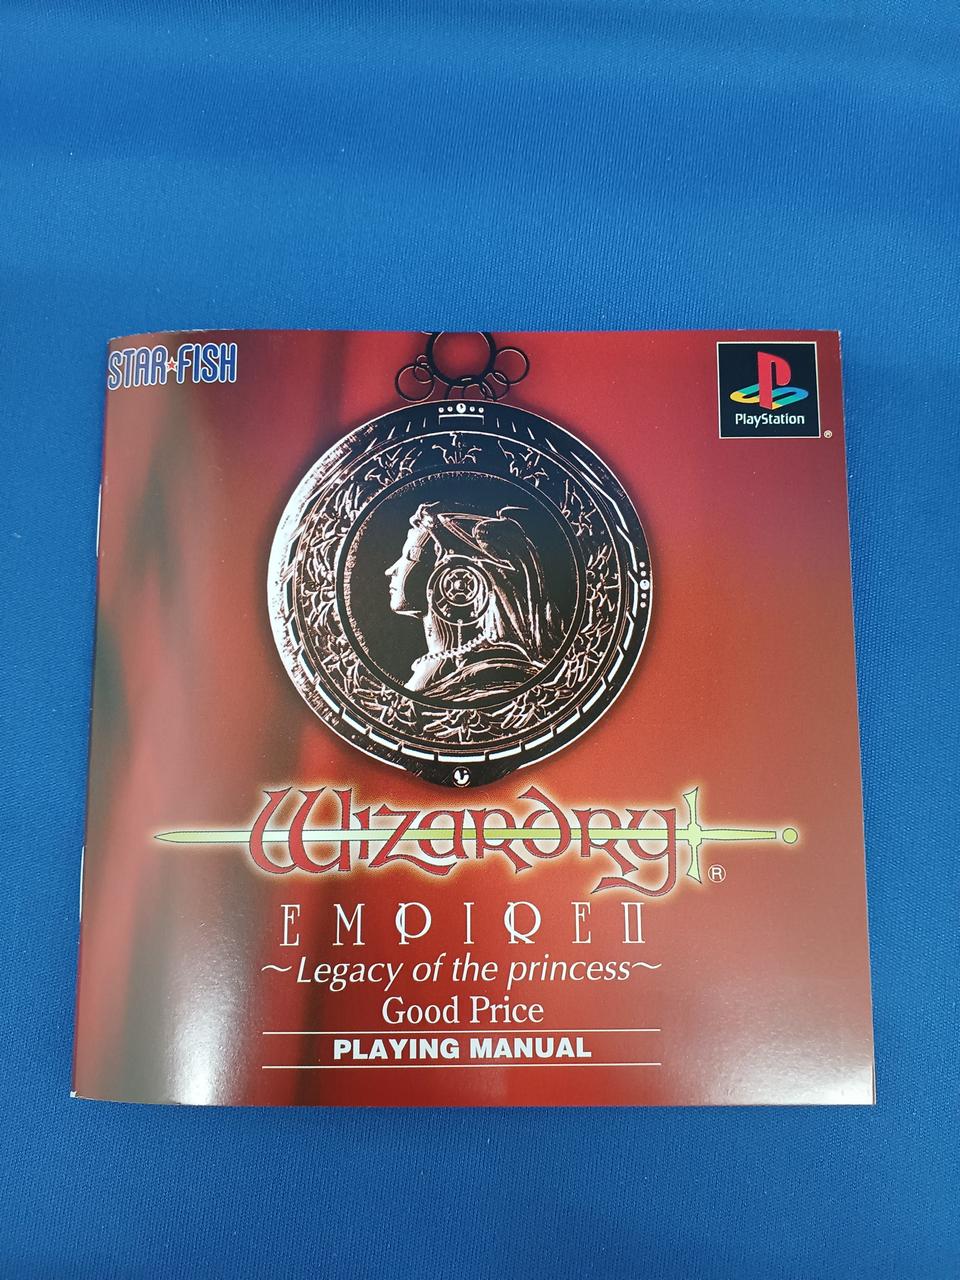 STAR★FISH
PlayStation
®
Wizardry
®
EMPIRE II
~Legacy of the princess~
Good Price
PLAYING MANUAL